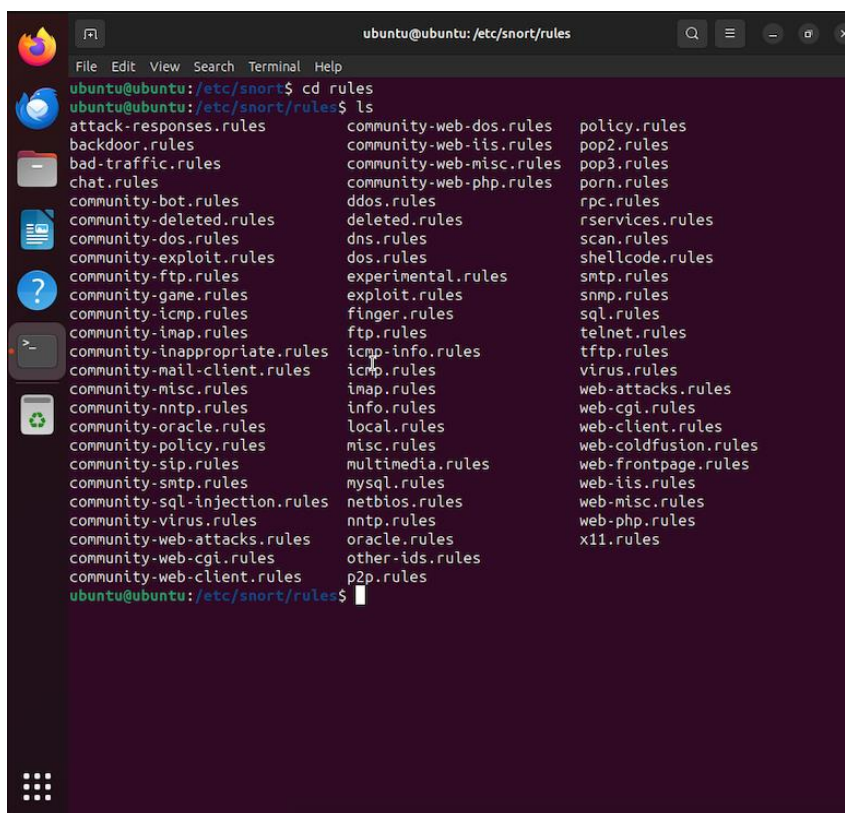 ubuntu@ubuntu: /etc/snort/rules
File Edit View Search Terminal Help
ubuntu@ubuntu:/etc/snort$ cd rules
ubuntu@ubuntu:/etc/snort/rules$ ls
attack-responses.rules community-web-dos.rules policy.rules
backdoor.rules community-web-iis.rules pop2.rules
bad-traffic.rules community-web-misc.rules pop3.rules
chat.rules community-web-php.rules porn.rules
community-bot.rules ddos.rules rpc.rules
community-deleted.rules deleted.rules rservices.rules
community-dos.rules dns.rules scan.rules
community-exploit.rules dos.rules shellcode.rules
community-ftp.rules experimental.rules smtp.rules
community-game.rules exploit.rules snmp.rules
community-icmp.rules finger.rules sql.rules
community-imap.rules ftp.rules telnet.rules
community-inappropriate.rules icmp-info.rules tftp.rules
community-mail-client.rules icmp.rules virus.rules
community-misc.rules imap.rules web-attacks.rules
community-nntp.rules info.rules web-cgi.rules
community-oracle.rules local.rules web-client.rules
community-policy.rules misc.rules web-coldfusion.rules
community-sip.rules multimedia.rules web-frontpage.rules
community-smtp.rules mysql.rules web-iis.rules
community-sql-injection.rules netbios.rules web-misc.rules
community-virus.rules nntp.rules web-php.rules
community-web-attacks.rules oracle.rules x11.rules
community-web-cgi.rules other-ids.rules
community-web-client.rules p2p.rules
ubuntu@ubuntu:/etc/snort/rules$